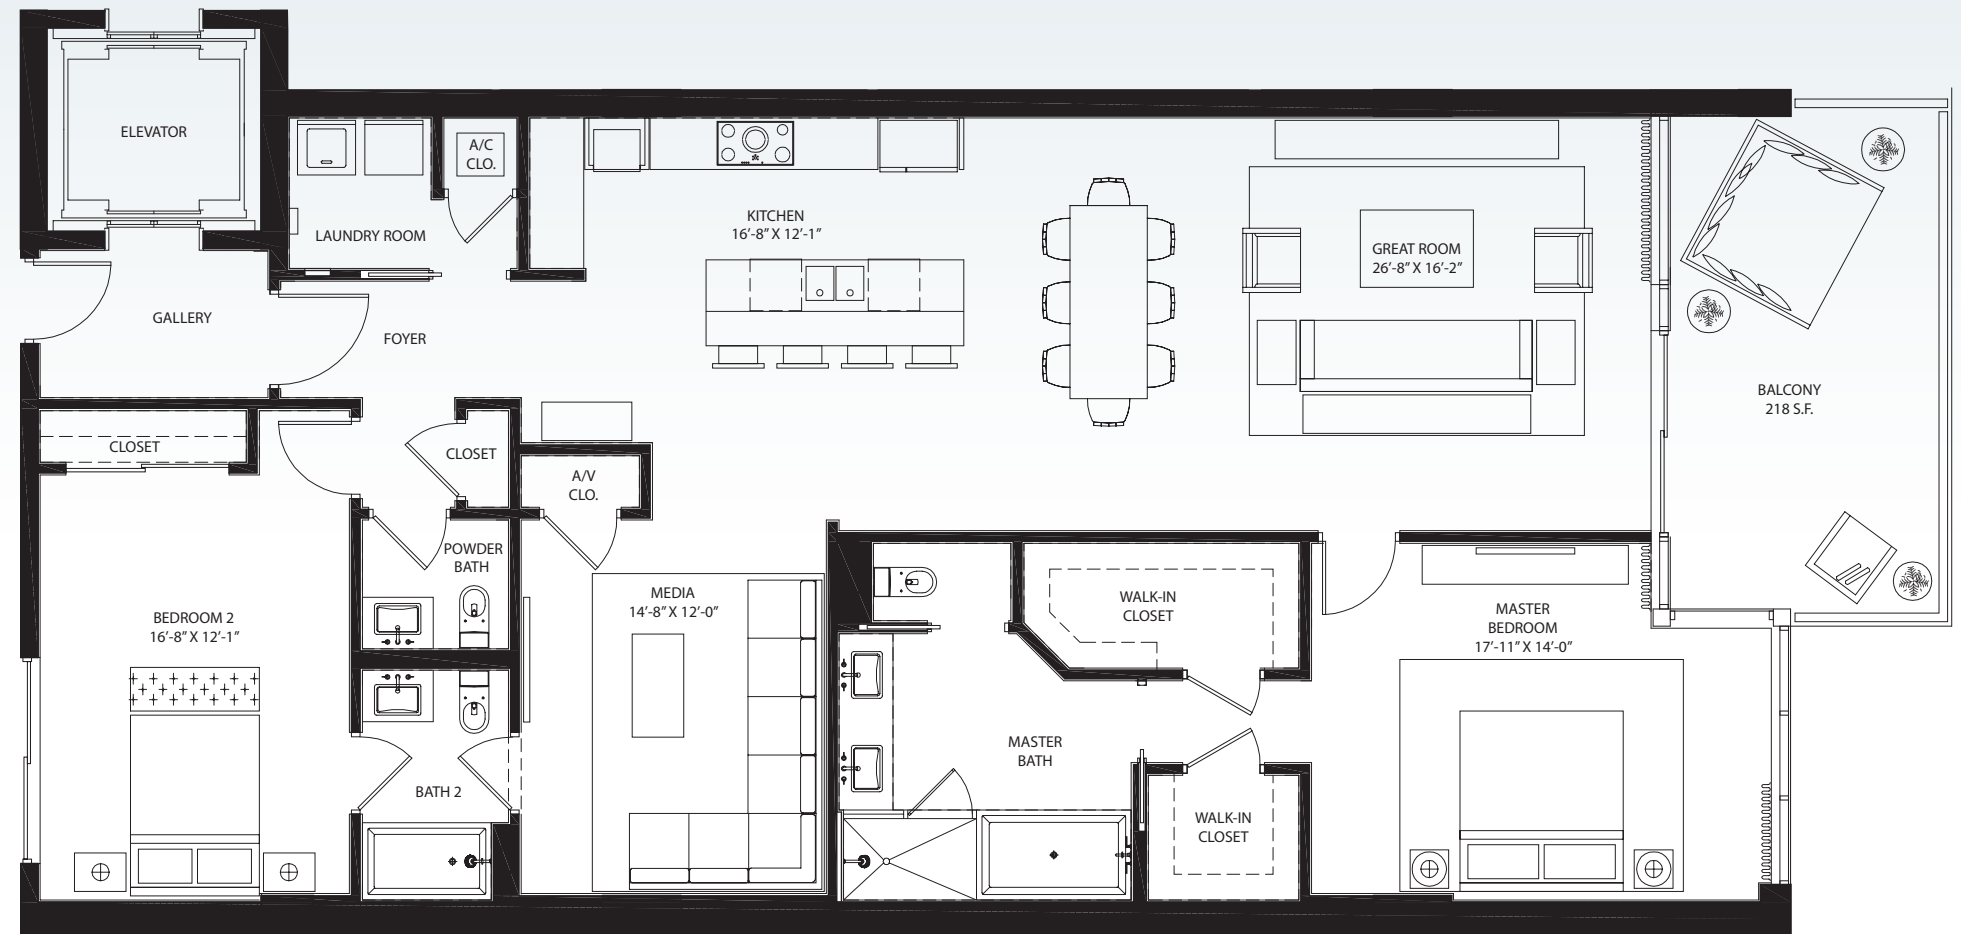 ELEVATOR
A/C
CLO.
LAUNDRY ROOM
KITCHEN
16’-8” X 12’-1”
GREAT ROOM
26’-8” X 16’-2”
GALLERY
FOYER
BALCONY
218 S.F.
CLOSET
CLOSET
A/V
CLO.
POWDER
BATH
BEDROOM 2
16’-8” X 12’-1”
MEDIA
14’-8” X 12’-0”
WALK-IN
CLOSET
MASTER
BEDROOM
17’-11” X 14’-0”
MASTER
BATH
BATH 2
WALK-IN
CLOSET